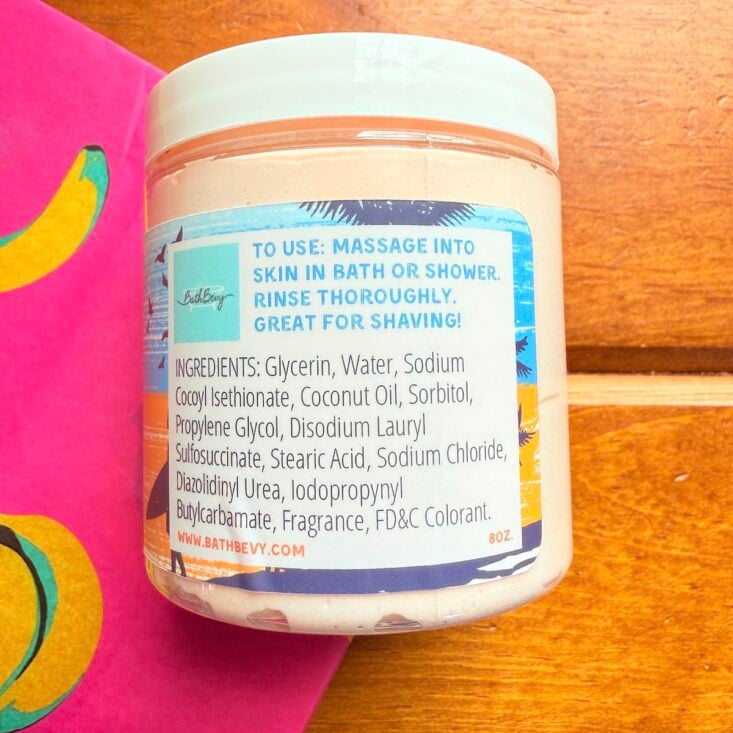 BathBevy
TO USE: MASSAGE INTO
SKIN IN BATH OR SHOWER.
RINSE THOROUGHLY.
GREAT FOR SHAVING!
INGREDIENTS: Glycerin, Water, Sodium
Cocoyl Isethionate, Coconut Oil, Sorbitol,
Propylene Glycol, Disodium Lauryl
Sulfosuccinate, Stearic Acid, Sodium Chloride,
Diazolidinyl Urea, Iodopropynyl
Butylcarbamate, Fragrance, FD&C Colorant.
WWW.BATHBEVY.COM
8OZ.